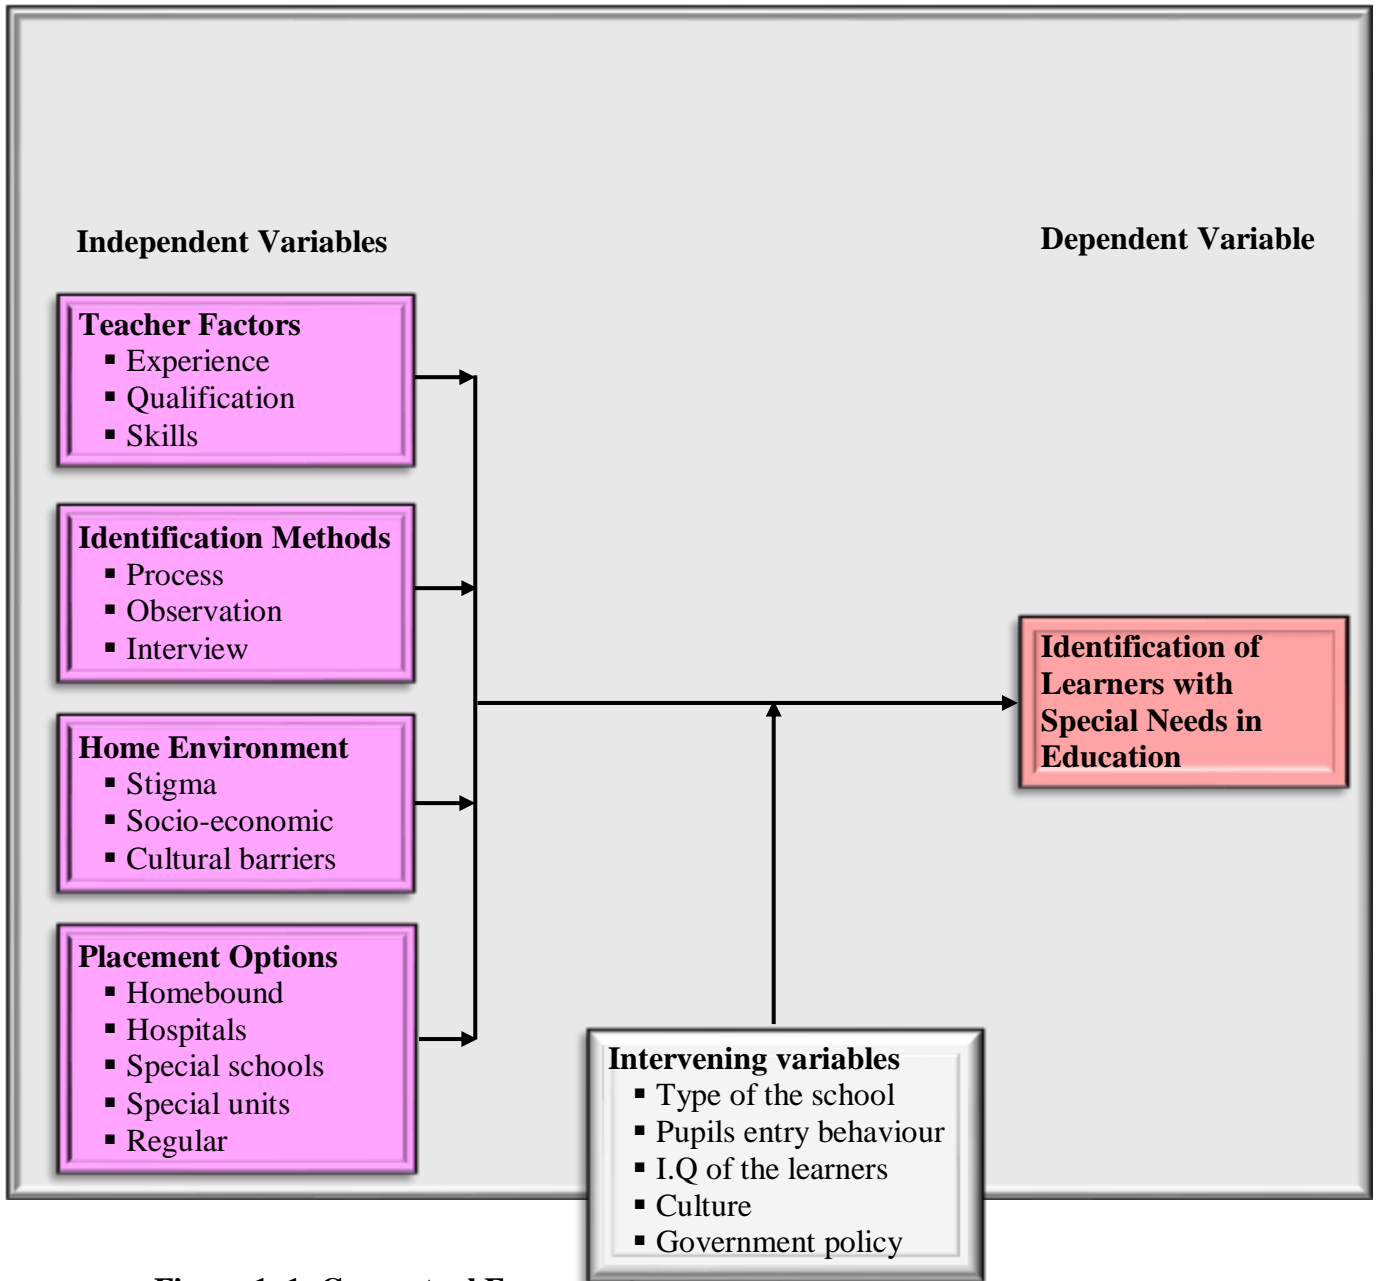 Independent Variables
Dependent Variable
Teacher Factors
▪ Experience
▪ Qualification
▪ Skills
Identification Methods
▪ Process
▪ Observation
▪ Interview
Home Environment
▪ Stigma
▪ Socio-economic
▪ Cultural barriers
Placement Options
▪ Homebound
▪ Hospitals
▪ Special schools
▪ Special units
▪ Regular
Identification of
Learners with
Special Needs in
Education
Intervening variables
▪ Type of the school
▪ Pupils entry behaviour
▪ I.Q of the learners
▪ Culture
▪ Government policy